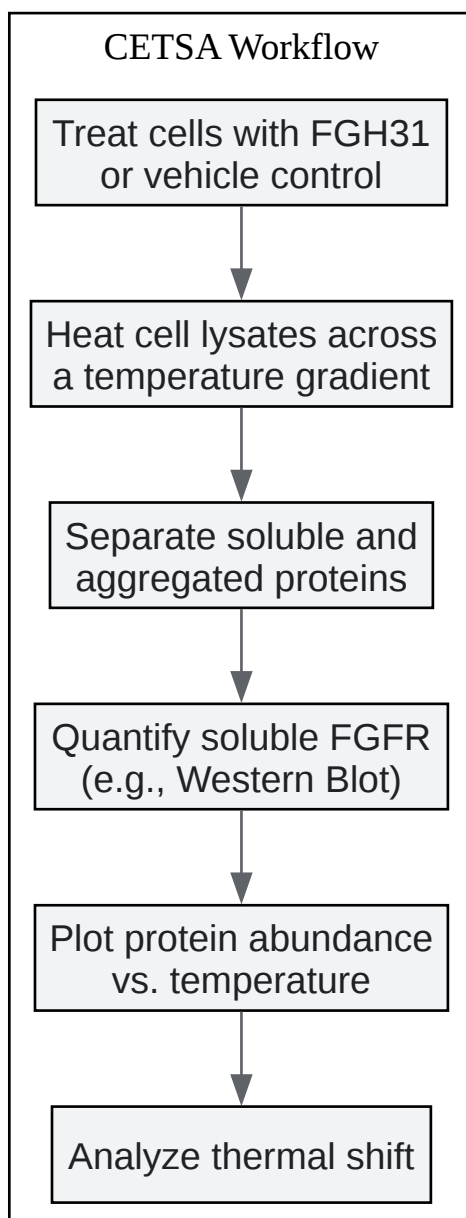 CETSA Workflow
Treat cells with FGH31
or vehicle control
Heat cell lysates across
a temperature gradient
Separate soluble and
aggregated proteins
Quantify soluble FGFR
(e.g., Western Blot)
Plot protein abundance
vs. temperature
Analyze thermal shift